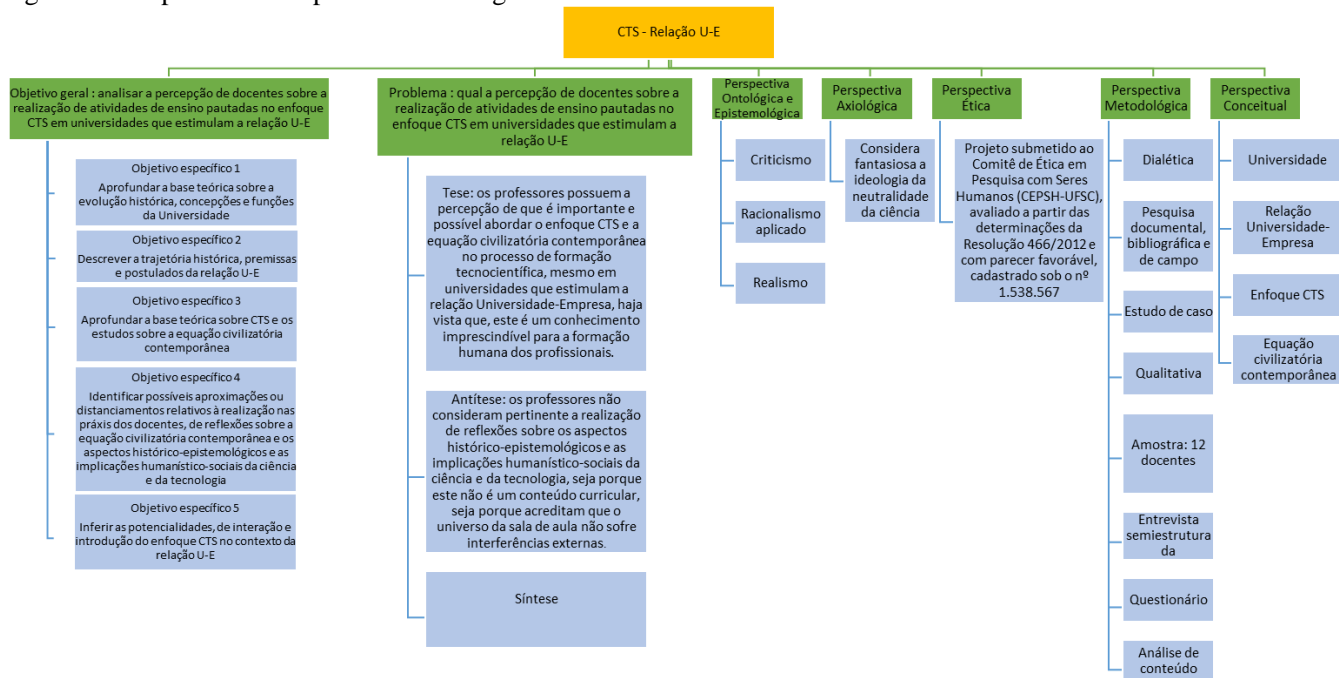 CTS - Relação U-E
Objetivo geral : analisar a percepção de docentes sobre a
realização de atividades de ensino pautadas no enfoque
CTS em universidades que estimulam a relação U-E
Objetivo específico 1
Aprofundar a base teórica sobre a
evolução histórica, concepções e funções
da Universidade
Objetivo específico 2
Descrever a trajetória histórica, premissas e
postulados da relação U-E
Objetivo específico 3
Aprofundar a base teórica sobre CTS e os
estudos sobre a equação civilizatória
contemporânea
Objetivo específico 4
Identificar possíveis aproximações ou
distanciamentos relativos à realização nas
práxis dos docentes, de reflexões sobre a
equação civilizatória contemporânea e os
aspectos histórico-epistemológicos e as
implicações humanístico-sociais da ciência
e da tecnologia
Objetivo específico 5
Inferir as potencialidades, de interação e
introdução do enfoque CTS no contexto da
relação U-E
Problema : qual a percepção de docentes sobre a
realização de atividades de ensino pautadas no
enfoque CTS em universidades que estimulam a
relação U-E
Tese: os professores possuem a
percepção de que é importante e
possível abordar o enfoque CTS e a
equação civilizatória contemporânea
no processo de formação
tecnocientífica, mesmo em
universidades que estimulam a
relação Universidade-Empresa, haja
vista que, este é um conhecimento
imprescindível para a formação
humana dos profissionais.
Antítese: os professores não
consideram pertinente a realização
de reflexões sobre os aspectos
histórico-epistemológicos e as
implicações humanístico-sociais da
ciência e da tecnologia, seja porque
este não é um conteúdo curricular,
seja porque acreditam que o
universo da sala de aula não sofre
interferências externas.
Síntese
Perspectiva
Ontológica e
Epistemológica
Criticismo
Racionalismo
aplicado
Realismo
Perspectiva
Axiológica
Considera
fantasiosa a
ideologia da
neutralidade
da ciência
Perspectiva
Ética
Projeto submetido ao
Comitê de Ética em
Pesquisa com Seres
Humanos (CEPSH-UFSC),
avaliado a partir das
determinações da
Resolução 466/2012 e
com parecer favorável,
cadastrado sob o nº
1.538.567
Perspectiva
Metodológica
Dialética
Pesquisa
documental,
bibliográfica e
de campo
Estudo de caso
Qualitativa
Amostra: 12
docentes
Entrevista
semiestrutura
da
Questionário
Análise de
conteúdo
Perspectiva
Conceitual
Universidade
Relação
Universidade-
Empresa
Enfoque CTS
Equação
civilizatória
contemporânea